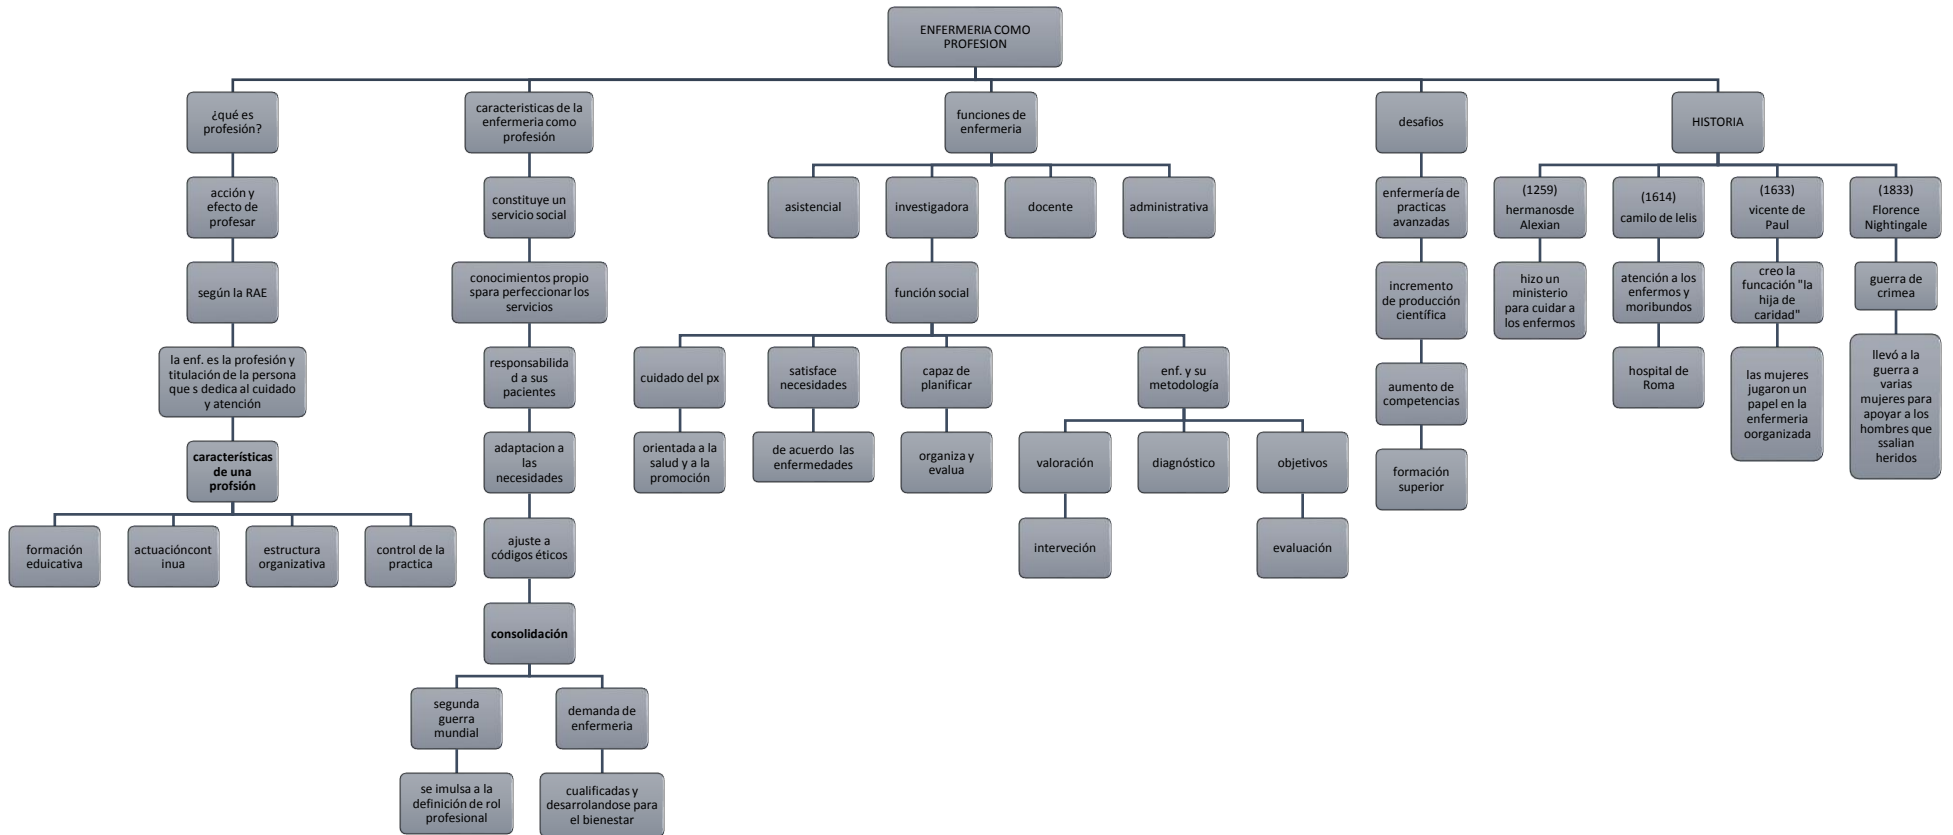 ENFERMERIA COMO
PROFESION
¿qué es
profesión?
acción y
efecto de
profesar
según la RAE
la enf. es la profesión y
titulación de la persona
que s dedica al cuidado
y atención
características
de una
profsión
formación
eduicativa
actuacióncont
inua
estructura
organizativa
control de la
practica
caracteristicas de la
enfermeria como
profesión
constituye un
servicio social
conocimientos propio
spara perfeccionar los
servicios
responsabilida
d a sus
pacientes
adaptacion a
las
necesidades
ajuste a
códigos éticos
consolidación
segunda
guerra
mundial
se imulsa a la
definición de rol
profesional
demanda de
enfermeria
cualificadas y
desarrolandose para
el bienestar
funciones de
enfermeria
asistencial
investigadora
función social
cuidado del px
orientada a la
salud y a la
promoción
satisface
necesidades
de acuerdo  las
enfermedades
capaz de
planificar
organiza y
evalua
enf. y su
metodología
valoración
interveción
diagnóstico
objetivos
evaluación
docente
administrativa
desafios
enfermería de
practicas
avanzadas
incremento
de producción
científica
aumento de
competencias
formación
superior
HISTORIA
(1259)
hermanosde
Alexian
hizo un
ministerio
para cuidar a
los enfermos
(1614)
camilo de lelis
atención a los
enfermos y
moribundos
hospital de
Roma
(1633)
vicente de
Paul
creo la
funcación "la
hija de
caridad"
las mujeres
jugaron un
papel en la
enfermeria
oorganizada
(1833)
Florence
Nightingale
guerra de
crimea
llevó a la
guerra a
varias
mujeres para
apoyar a los
hombres que
ssalian
heridos